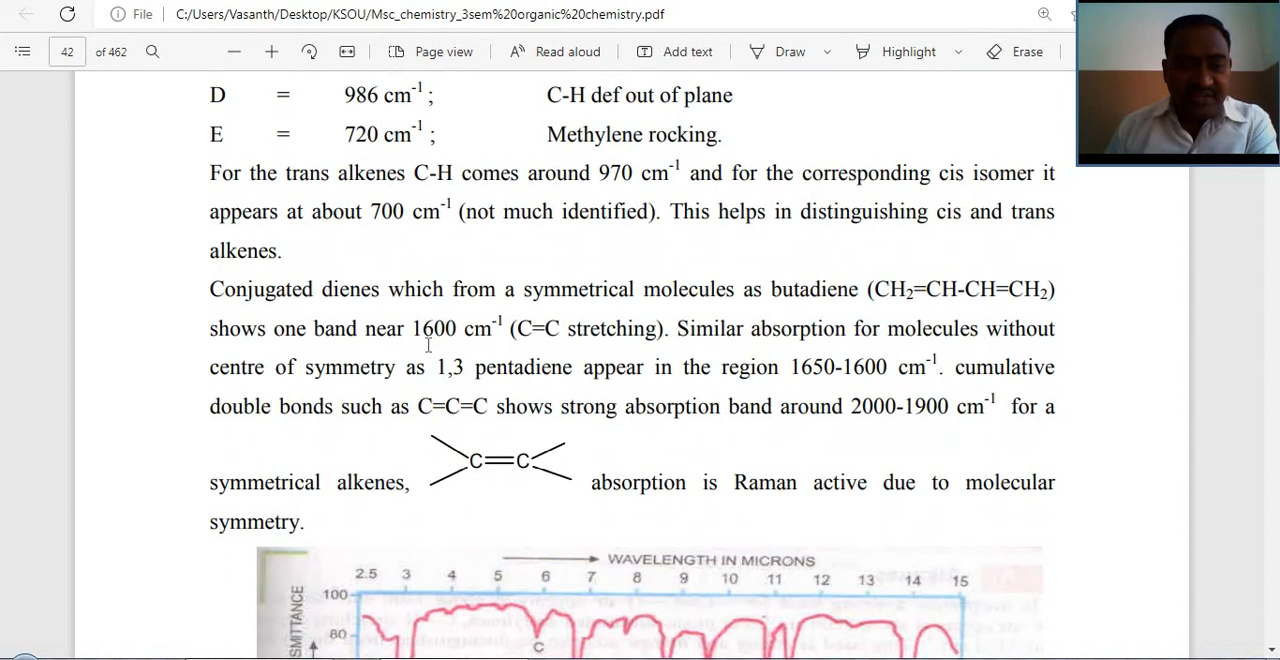 File C:/Users/Vasanth/Desktop/KSOU/Msc_chemistry_3sem%20organic%20chemistry.pdf
42 of 462 Page view Read aloud Add text Draw Highlight Erase
D = 986 cm⁻¹ ; C-H def out of plane
E = 720 cm⁻¹ ; Methylene rocking.
For the trans alkenes C-H comes around 970 cm⁻¹ and for the corresponding cis isomer it
appears at about 700 cm⁻¹ (not much identified). This helps in distinguishing cis and trans
alkenes.
Conjugated dienes which from a symmetrical molecules as butadiene (CH₂=CH-CH=CH₂)
shows one band near 1600 cm⁻¹ (C=C stretching). Similar absorption for molecules without
centre of symmetry as 1,3 pentadiene appear in the region 1650-1600 cm⁻¹. cumulative
double bonds such as C=C=C shows strong absorption band around 2000-1900 cm⁻¹ for a
C=C
symmetrical alkenes, absorption is Raman active due to molecular
symmetry.
WAVELENGTH IN MICRONS
2.5 3 4 5 6 7 8 9 10 11 12 13 14 15
100
80
C